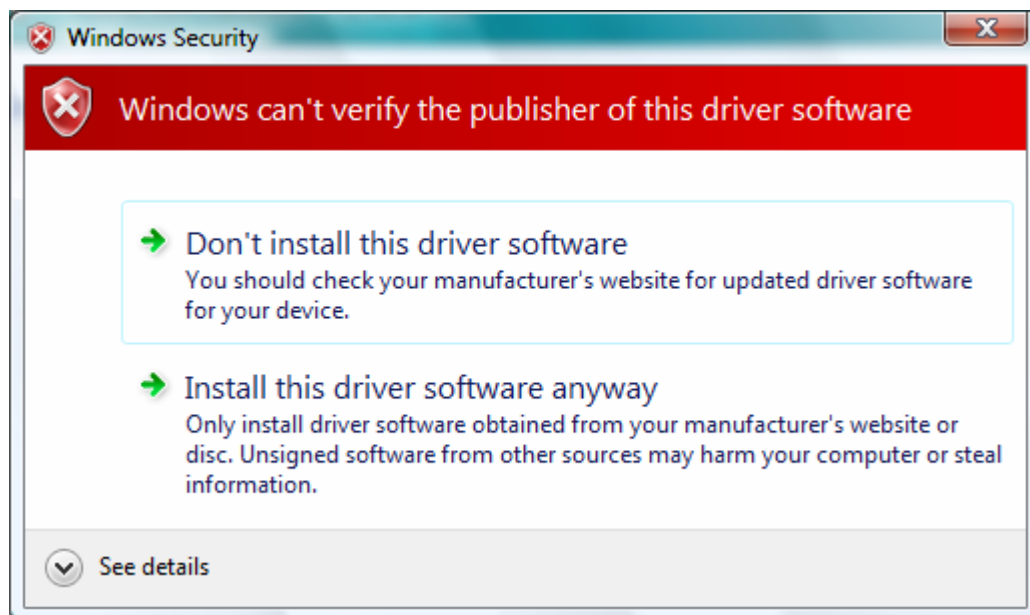 Windows Security
Windows can't verify the publisher of this driver software
Don't install this driver software
You should check your manufacturer's website for updated driver software
for your device.
Install this driver software anyway
Only install driver software obtained from your manufacturer's website or
disc. Unsigned software from other sources may harm your computer or steal
information.
See details